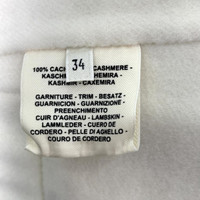 34
100% CACHEMIRE - CASHMERE -
KASCHMIR - CACHEMIRA -
KASHMIR - CAXEMIRA
GARNITURE - TRIM - BESATZ -
GUARNICION - GUARNIZIONE -
PREENCHIMENTO
CUIR D'AGNEAU - LAMBSKIN -
LAMMLEDER - CUERO DE
CORDERO - PELLE DI AGNELLO -
COURO DE CORDERO